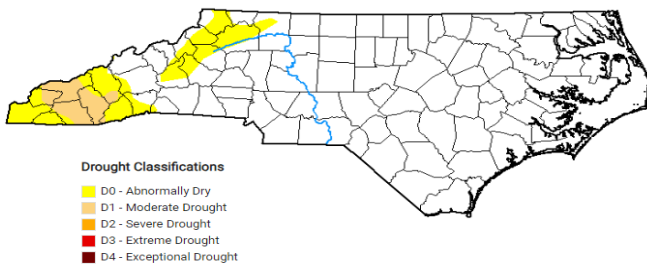 Drought Classifications
D0 - Abnormally Dry
D1 - Moderate Drought
D2 - Severe Drought
D3 - Extreme Drought
D4 - Exceptional Drought